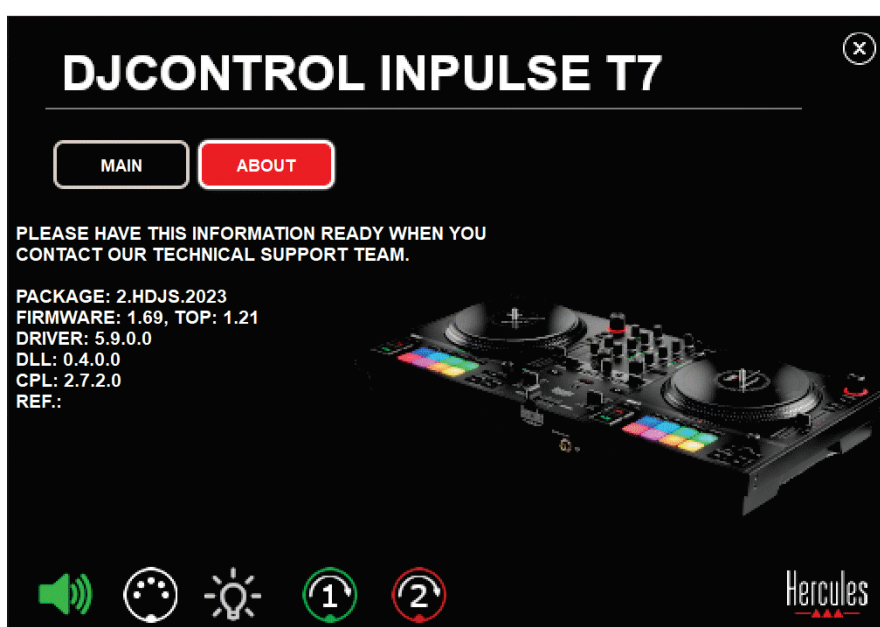 DJCONTROL INPULSE T7
MAIN
ABOUT
PLEASE HAVE THIS INFORMATION READY WHEN YOU
CONTACT OUR TECHNICAL SUPPORT TEAM.
PACKAGE: 2.HDJS.2023
FIRMWARE: 1.69, TOP: 1.21
DRIVER: 5.9.0.0
DLL: 0.4.0.0
CPL: 2.7.2.0
REF.:
1
2
Hercules